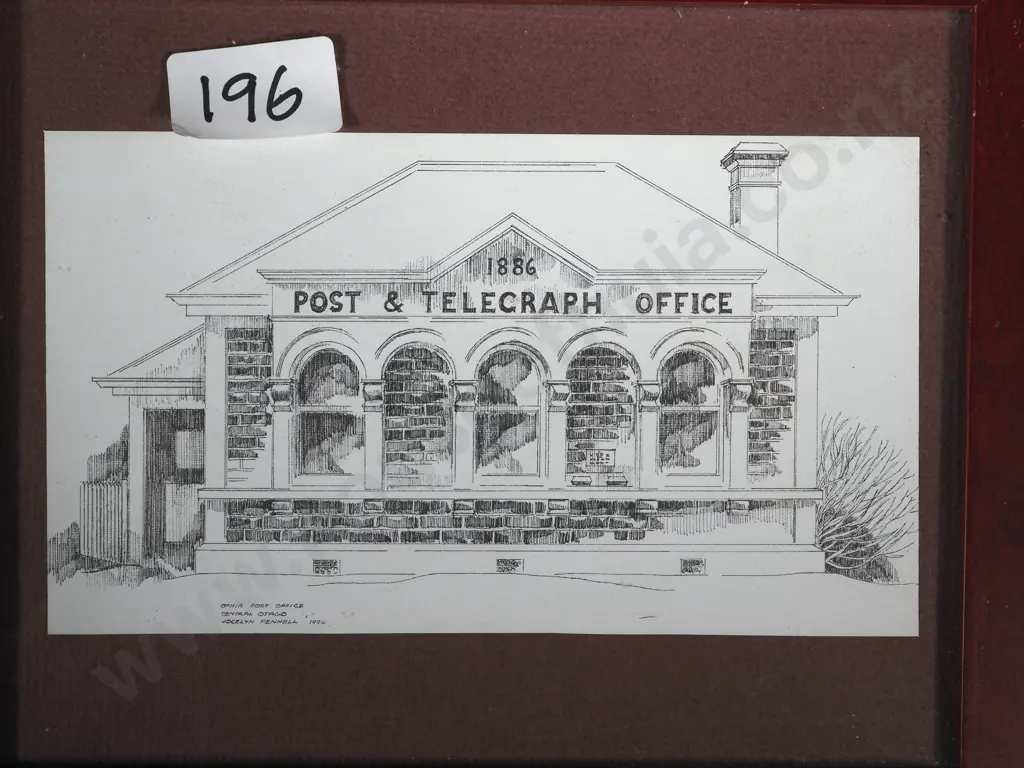 196
1886
POST & TELEGRAPH OFFICE
OPHIR POST OFFICE
CENTRAL OTAGO
JOCELYN FENNELL